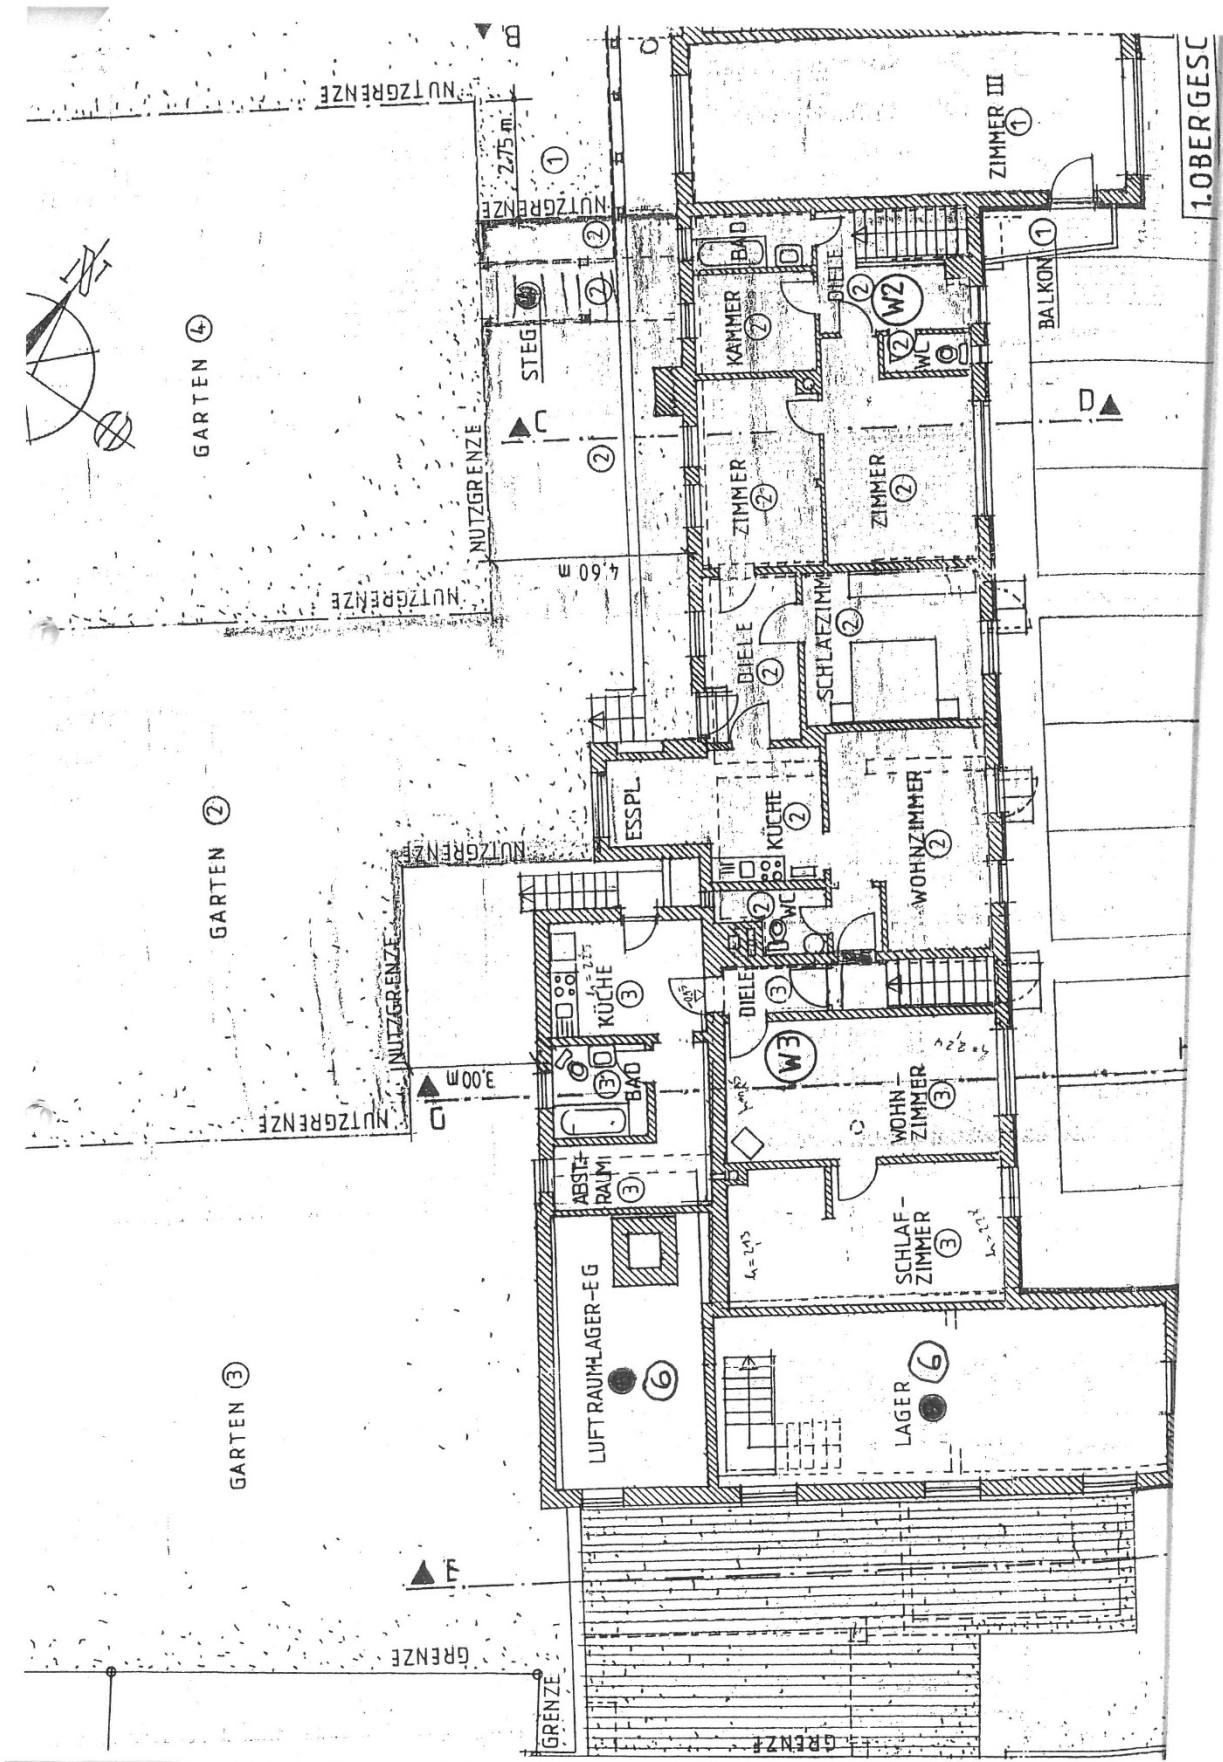 B
NUTZGRENZE
2.75 m
1
NUTZGRENZE
ZIMMER III
1
1.OBERGESC
N
GARTEN 4
STEG
2
2
BAD
KAMMER
2
DIELE
2
W2
2
WC
BALKON 1
NUTZGRENZE
C
2
ZIMMER
2
ZIMMER
2
D
NUTZGRENZE
4,60 m
DIELE
2
SCHLAFZIMM
2
GARTEN 2
NUTZGRENZE
ESSPL.
KÜCHE
2
WOHNZIMMER
2
2
WC
NUTZGRENZE
KÜCHE
3
DIELE
3
W3
3,00 m
D
NUTZGRENZE
3
BAD
WOHN-
ZIMMER
3
ABST.-
RAUM
3
SCHLAF-
ZIMMER
3
GARTEN 3
LUFTRAUM-LAGER-EG
6
LAGER
6
E
GRENZE
GRENZE
GRENZE